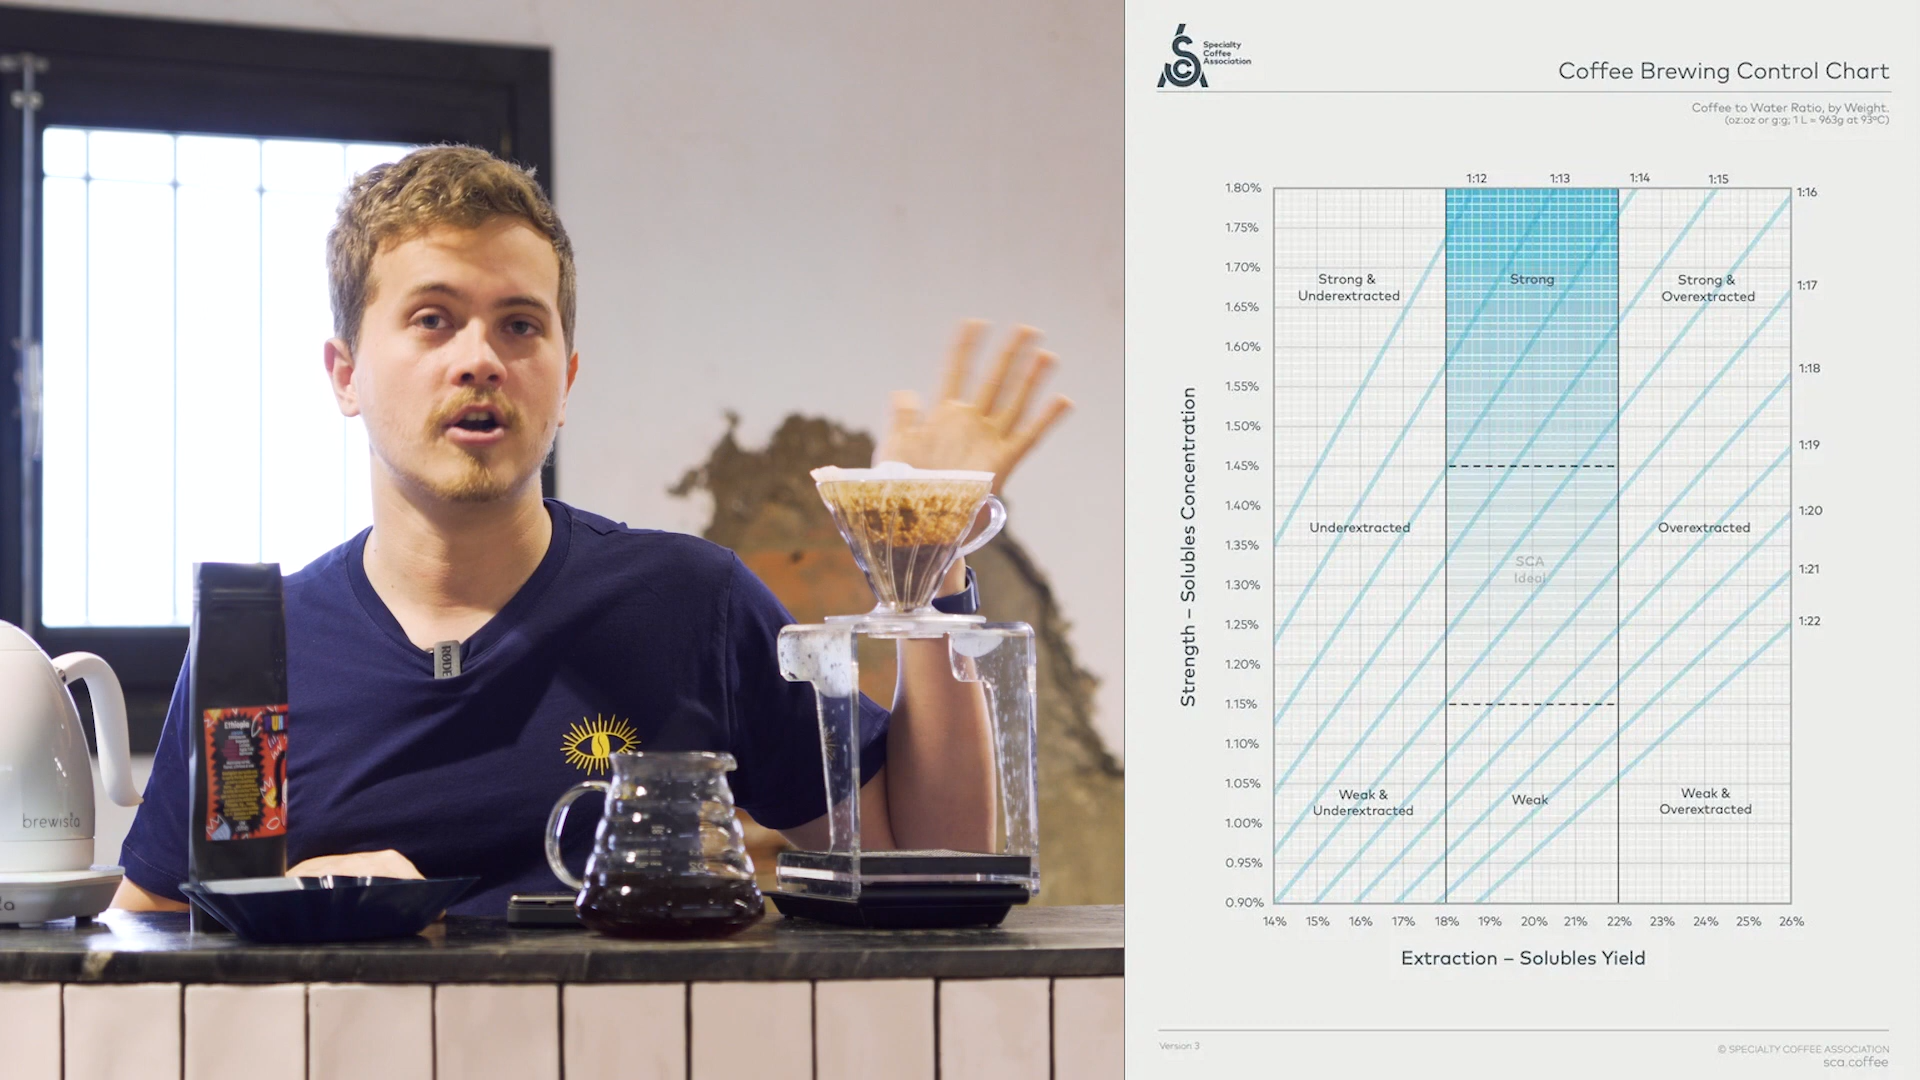 brewista
la
Ethiopia
RØDE
Specialty
Coffee
Association
Coffee Brewing Control Chart
Coffee to Water Ratio, by Weight.
(oz:oz or g:g; 1 L = 963g at 93ºC)
1:12 1:13 1:14 1:15
1:16
1:17
1:18
1:19
1:20
1:21
1:22
1.80%
1.75%
1.70%
1.65%
1.60%
1.55%
1.50%
1.45%
1.40%
1.35%
1.30%
1.25%
1.20%
1.15%
1.10%
1.05%
1.00%
0.95%
0.90%
Strength – Solubles Concentration
Strong &
Underextracted
Strong
Strong &
Overextracted
Underextracted
SCA
Ideal
Overextracted
Weak &
Underextracted
Weak
Weak &
Overextracted
14% 15% 16% 17% 18% 19% 20% 21% 22% 23% 24% 25% 26%
Extraction – Solubles Yield
Version 3
© SPECIALTY COFFEE ASSOCIATION
sca.coffee